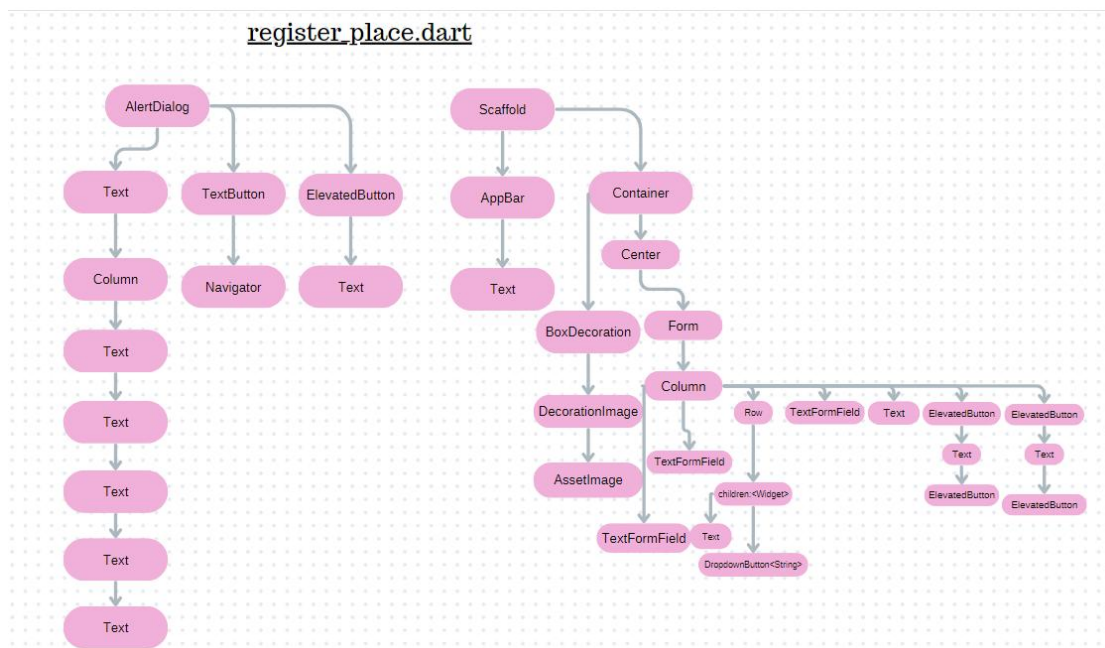 register_place.dart
AlertDialog
Scaffold
Text
TextButton
ElevatedButton
AppBar
Container
Center
Column
Navigator
Text
Text
BoxDecoration
Form
Text
Column
DecorationImage
Row
TextFormField
Text
ElevatedButton
ElevatedButton
Text
TextFormField
Text
Text
AssetImage
Text
children:<Widget>
ElevatedButton
ElevatedButton
TextFormField
Text
Text
DropdownButton<String>
Text